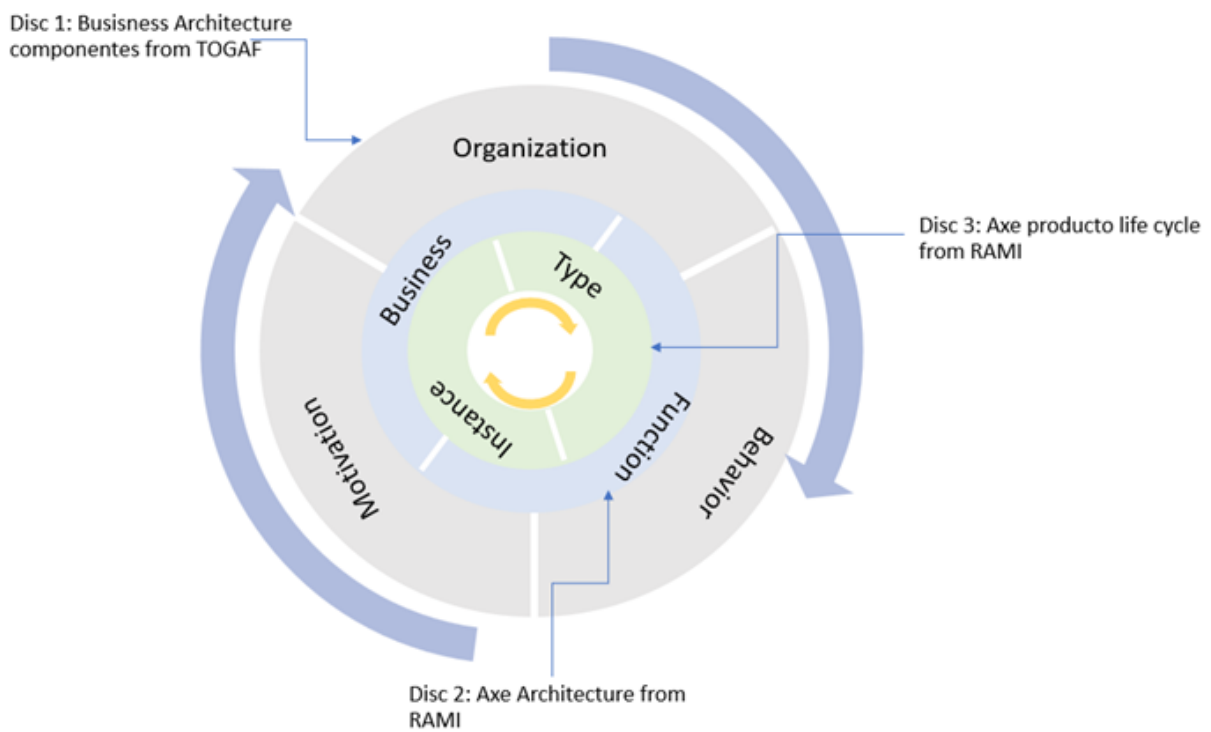 Disc 1: Busisness Architecture
componentes from TOGAF
Organization
Disc 3: Axe producto life cycle
from RAMI
Business
Type
Instance
Function
Motivation
Behavior
Disc 2: Axe Architecture from
RAMI